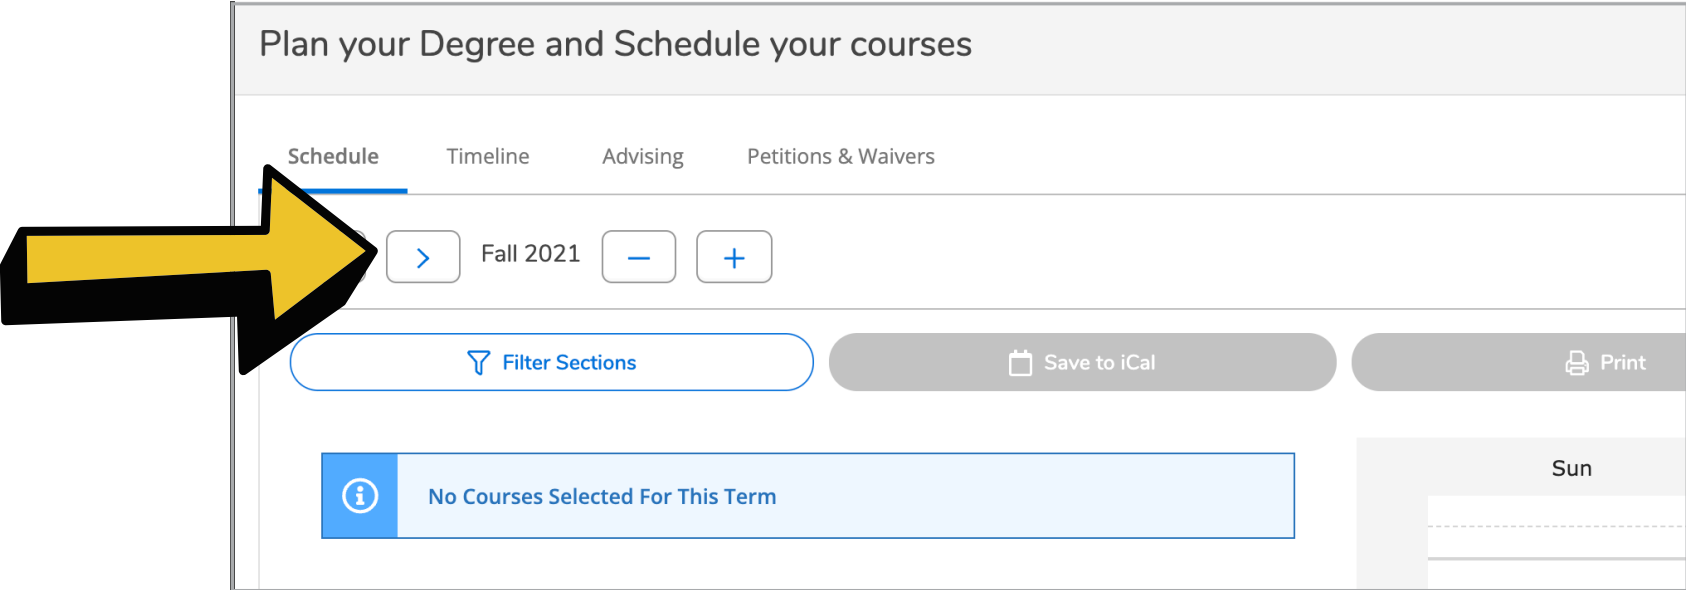 Plan your Degree and Schedule your courses
Schedule Timeline Advising Petitions & Waivers
Fall 2021
Filter Sections Save to iCal Print
Sun
No Courses Selected For This Term